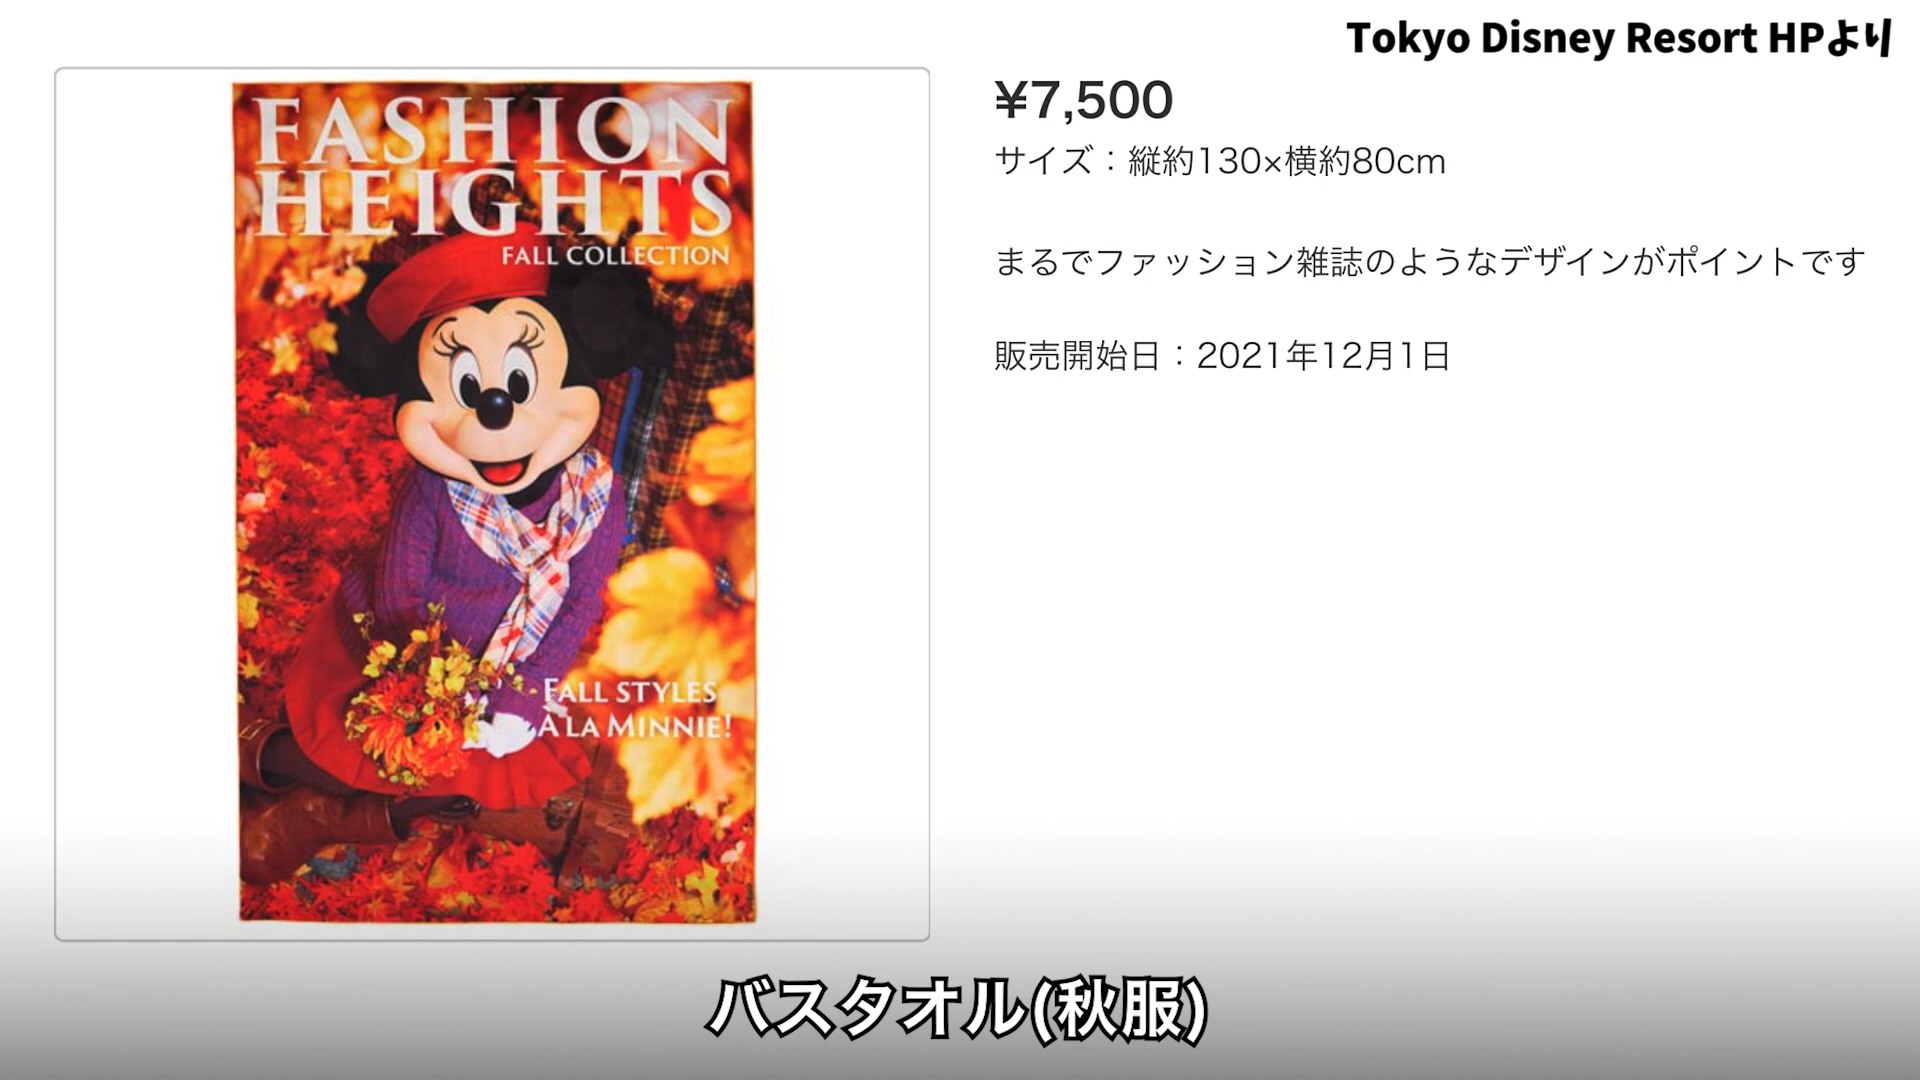 Tokyo Disney Resort HPより
FASHION
HEIGHTS
FALL COLLECTION
FALL STYLES
À LA MINNIE!
¥7,500
サイズ：縦約130×横約80cm
まるでファッション雑誌のようなデザインがポイントです
販売開始日：2021年12月1日
バスタオル(秋服)